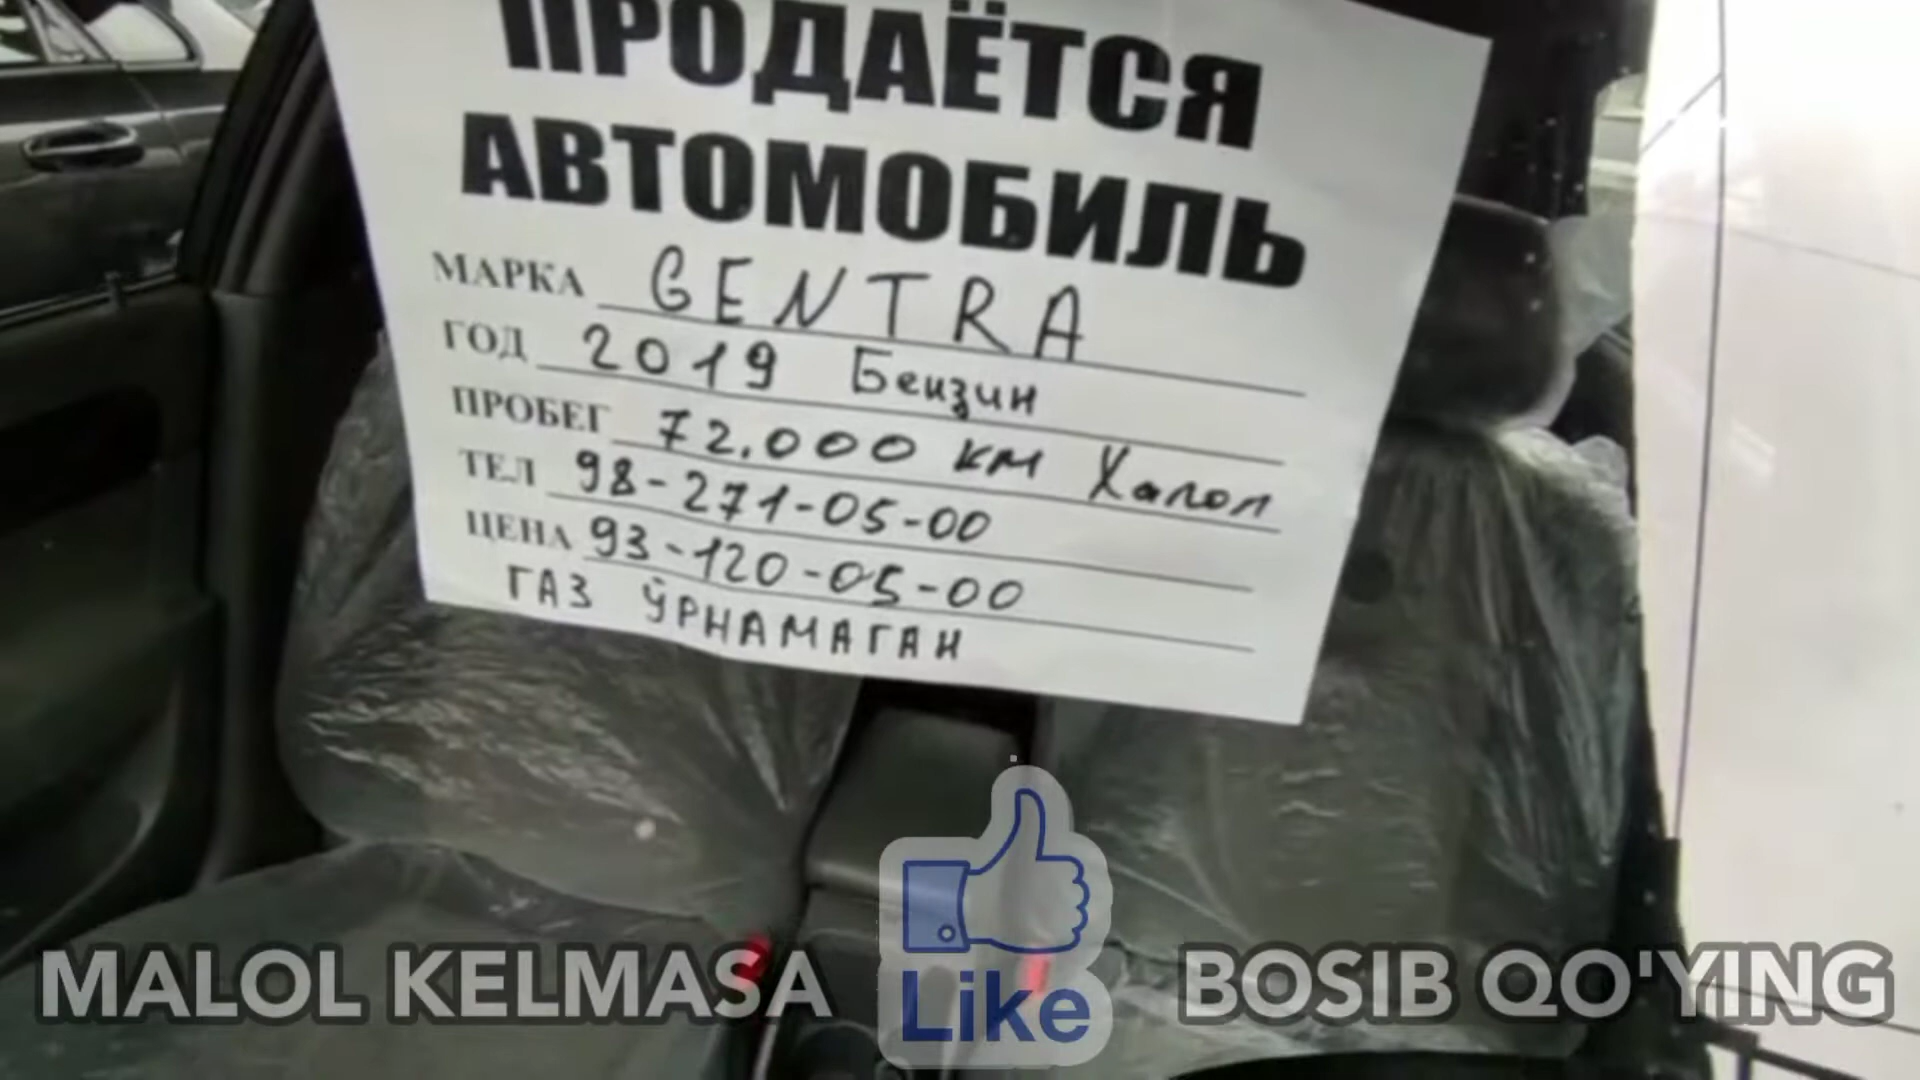 ПРОДАЁТСЯ
АВТОМОБИЛЬ
МАРКА GENTRA
ГОД 2019 Бензин
ПРОБЕГ 72.000 км Халол
ТЕЛ 98-271-05-00
ЦЕНА 93-120-05-00
ГАЗ ЎРНАМАГАН
MALOL KELMASA Like BOSIB QO'YING